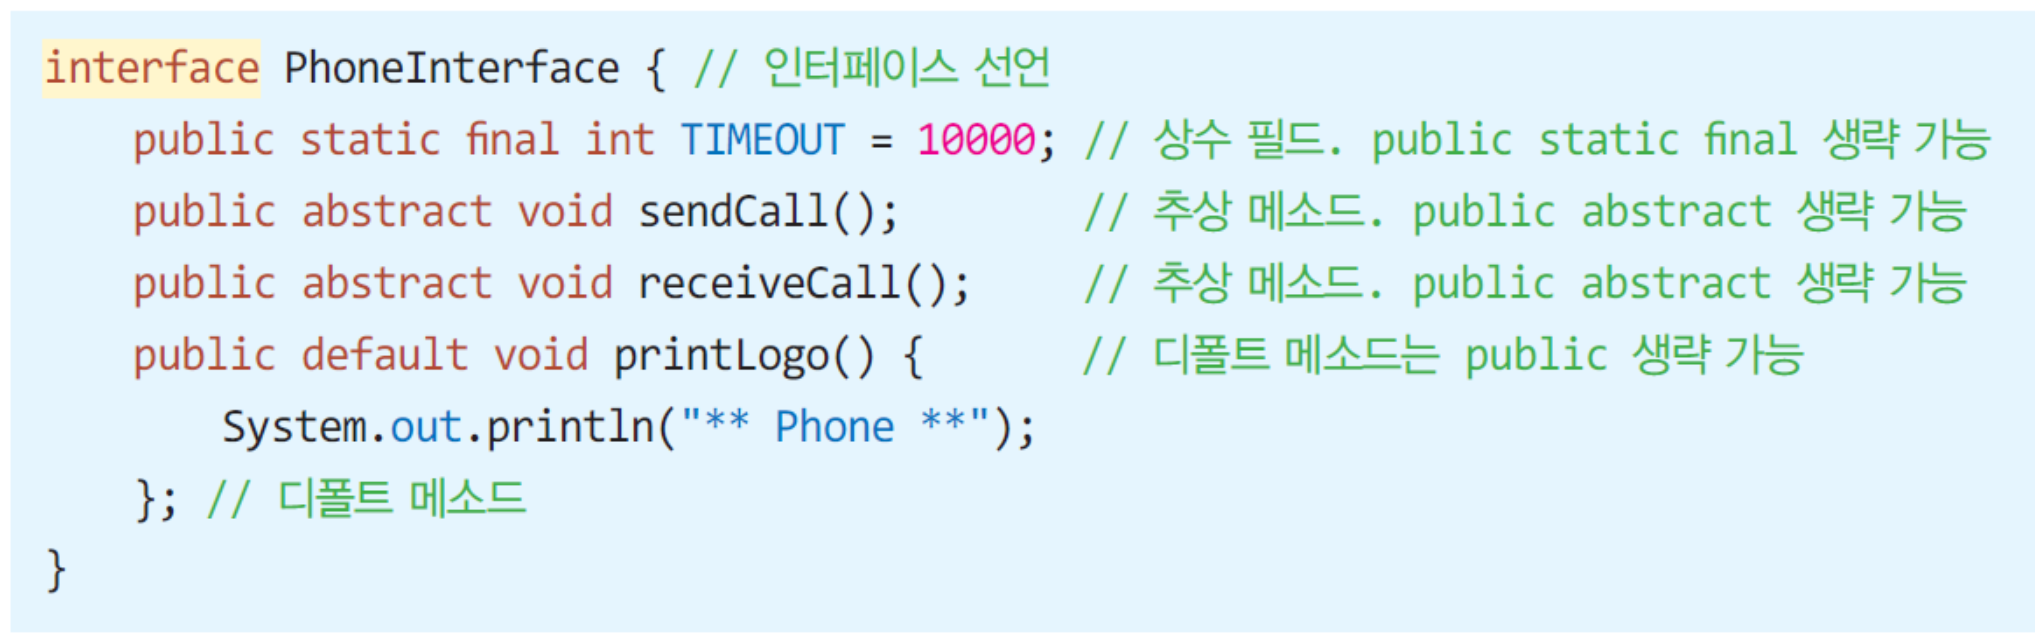 interface PhoneInterface { // 인터페이스 선언
public static final int TIMEOUT = 10000; // 상수 필드. public static final 생략 가능
public abstract void sendCall(); // 추상 메소드. public abstract 생략 가능
public abstract void receiveCall(); // 추상 메소드. public abstract 생략 가능
public default void printLogo() { // 디폴트 메소드는 public 생략 가능
System.out.println("** Phone **");
}; // 디폴트 메소드
}